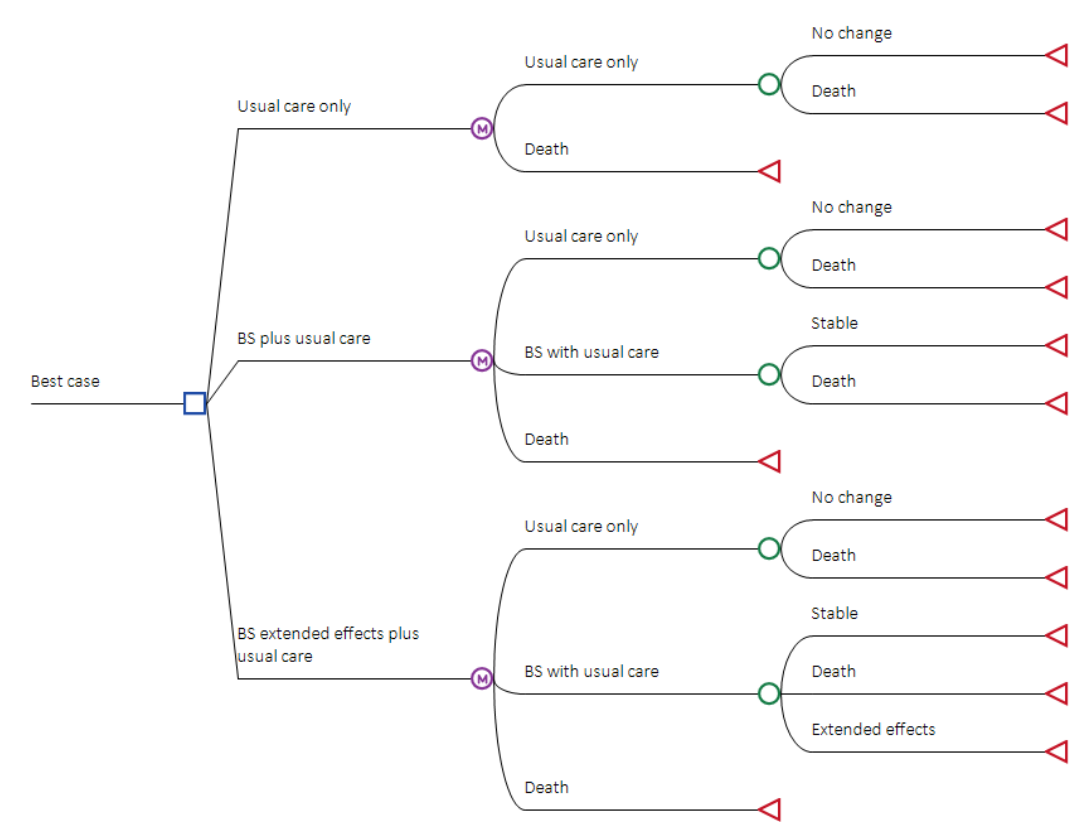 No change
Usual care only
Death
Usual care only
M
Death
No change
Usual care only
Death
Stable
BS plus usual care
BS with usual care
M
Best case
Death
Death
No change
Usual care only
Death
Stable
BS extended effects plus
usual care
BS with usual care
M
Death
Extended effects
Death